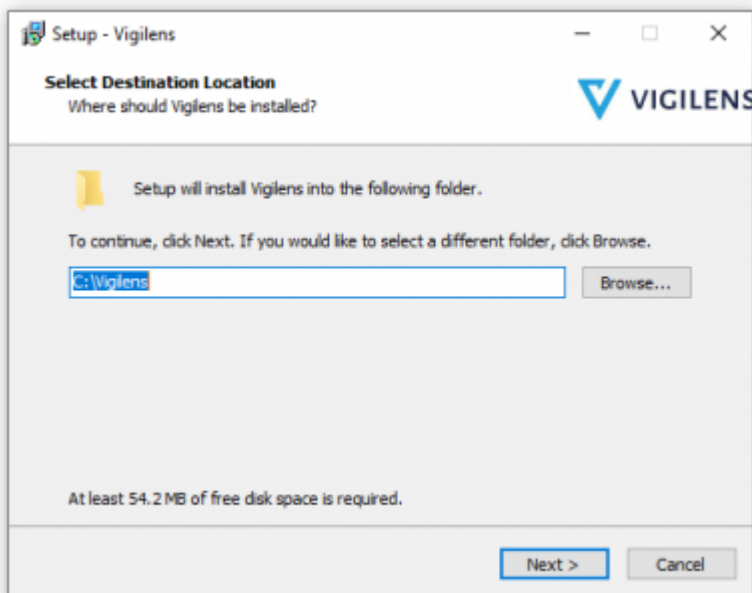 Setup - Vigilens
Select Destination Location
Where should Vigilens be installed?
VIGILENS
Setup will install Vigilens into the following folder.
To continue, click Next. If you would like to select a different folder, click Browse.
C:\Vigilens
Browse...
At least 54.2 MB of free disk space is required.
Next >
Cancel